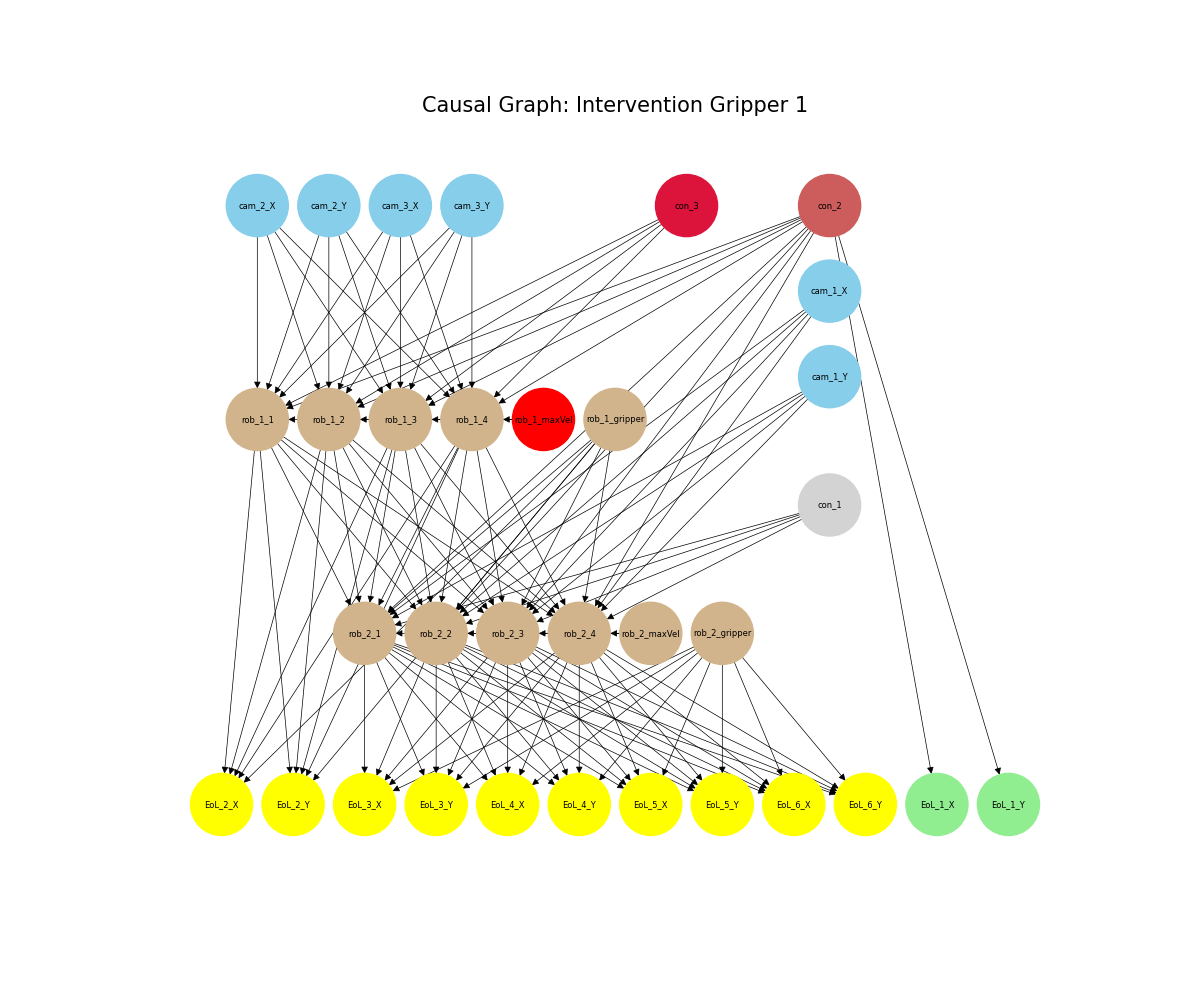 Causal Graph: Intervention Gripper 1
cam_2_X
cam_2_Y
cam_3_X
cam_3_Y
con_3
con_2
cam_1_X
cam_1_Y
rob_1_1
rob_1_2
rob_1_3
rob_1_4
rob_1_maxVel
rob_1_gripper
con_1
rob_2_1
rob_2_2
rob_2_3
rob_2_4
rob_2_maxVel
rob_2_gripper
EoL_2_X
EoL_2_Y
EoL_3_X
EoL_3_Y
EoL_4_X
EoL_4_Y
EoL_5_X
EoL_5_Y
EoL_6_X
EoL_6_Y
EoL_1_X
EoL_1_Y